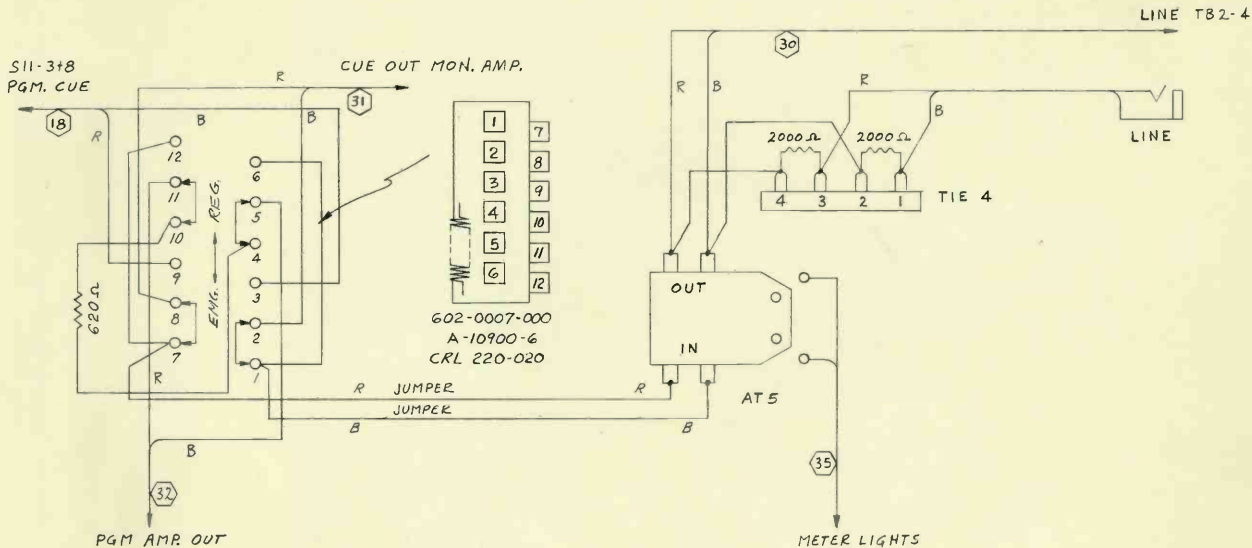 LINE TB2-4
30
S11-3+8
PGM. CUE
R
CUE OUT MON. AMP.
R
B
R
B
18
R
B
31
B
LINE
2000 Ω
2000 Ω
12
6
11
5
10
4
9
3
8
2
7
1
EMG. ↔ REG.
620 Ω
1
2
3
4
5
6
7
8
9
10
11
12
602-0007-000
A-10900-6
CRL 220-020
4
3
2
1
TIE 4
OUT
IN
AT 5
R
R
JUMPER
R
JUMPER
B
B
B
32
35
PGM AMP. OUT
METER LIGHTS